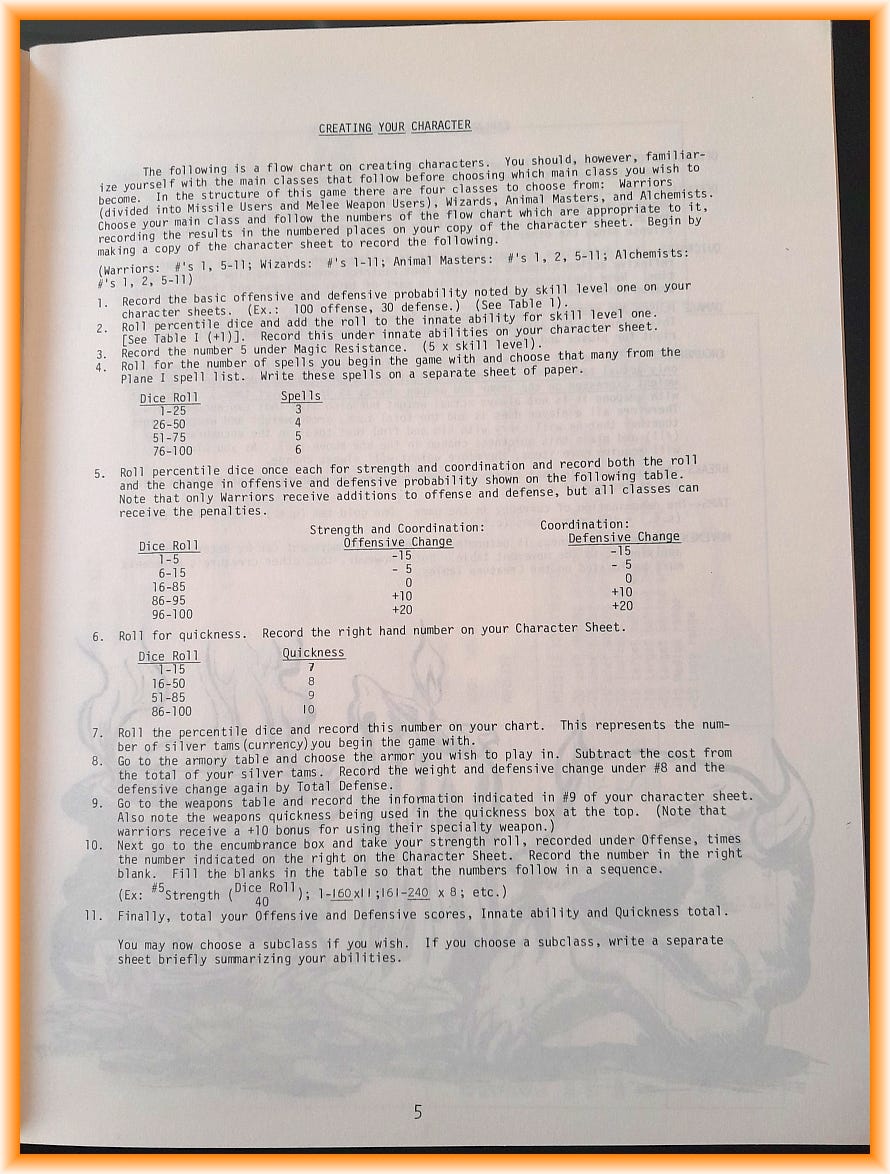 CREATING YOUR CHARACTER
The following is a flow chart on creating characters. You should, however, familiar-
ize yourself with the main classes that follow before choosing which main class you wish to
become. In the structure of this game there are four classes to choose from: Warriors
(divided into Missile Users and Melee Weapon Users), Wizards, Animal Masters, and Alchemists.
Choose your main class and follow the numbers of the flow chart which are appropriate to it,
recording the results in the numbered places on your copy of the character sheet. Begin by
making a copy of the character sheet to record the following.
(Warriors: #'s 1, 5-11; Wizards: #'s 1-11; Animal Masters: #'s 1, 2, 5-11; Alchemists:
#'s 1, 2, 5-11)
1. Record the basic offensive and defensive probability noted by skill level one on your
character sheets. (Ex.: 100 offense, 30 defense.) (See Table 1).
2. Roll percentile dice and add the roll to the innate ability for skill level one.
[See Table I (+1)]. Record this under innate abilities on your character sheet.
3. Record the number 5 under Magic Resistance. (5 x skill level).
4. Roll for the number of spells you begin the game with and choose that many from the
Plane I spell list. Write these spells on a separate sheet of paper.
Dice Roll Spells
1-25 3
26-50 4
51-75 5
76-100 6
5. Roll percentile dice once each for strength and coordination and record both the roll
and the change in offensive and defensive probability shown on the following table.
Note that only Warriors receive additions to offense and defense, but all classes can
receive the penalties.
Strength and Coordination: Coordination:
Dice Roll Offensive Change Defensive Change
1-5 -15 -15
6-15 - 5 - 5
16-85 0 0
86-95 +10 +10
96-100 +20 +20
6. Roll for quickness. Record the right hand number on your Character Sheet.
Dice Roll Quickness
1-15 7
16-50 8
51-85 9
86-100 10
7. Roll the percentile dice and record this number on your chart. This represents the num-
ber of silver tams (currency) you begin the game with.
8. Go to the armory table and choose the armor you wish to play in. Subtract the cost from
the total of your silver tams. Record the weight and defensive change under #8 and the
defensive change again by Total Defense.
9. Go to the weapons table and record the information indicated in #9 of your character sheet.
Also note the weapons quickness being used in the quickness box at the top. (Note that
warriors receive a +10 bonus for using their specialty weapon.)
10. Next go to the encumbrance box and take your strength roll, recorded under Offense, times
the number indicated on the right on the Character Sheet. Record the number in the right
blank. Fill the blanks in the table so that the numbers follow in a sequence.
(Ex: #5 Strength (Dice Roll); 1-160x11;161-240 x 8; etc.)
40
11. Finally, total your Offensive and Defensive scores, Innate ability and Quickness total.
You may now choose a subclass if you wish. If you choose a subclass, write a separate
sheet briefly summarizing your abilities.
5